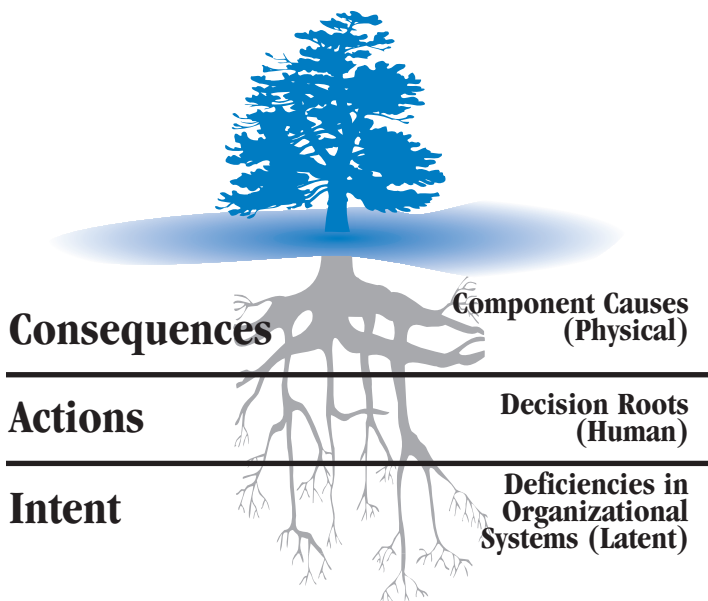 Consequences
Component Causes
(Physical)
Actions
Decision Roots
(Human)
Intent
Deficiencies in
Organizational
Systems (Latent)